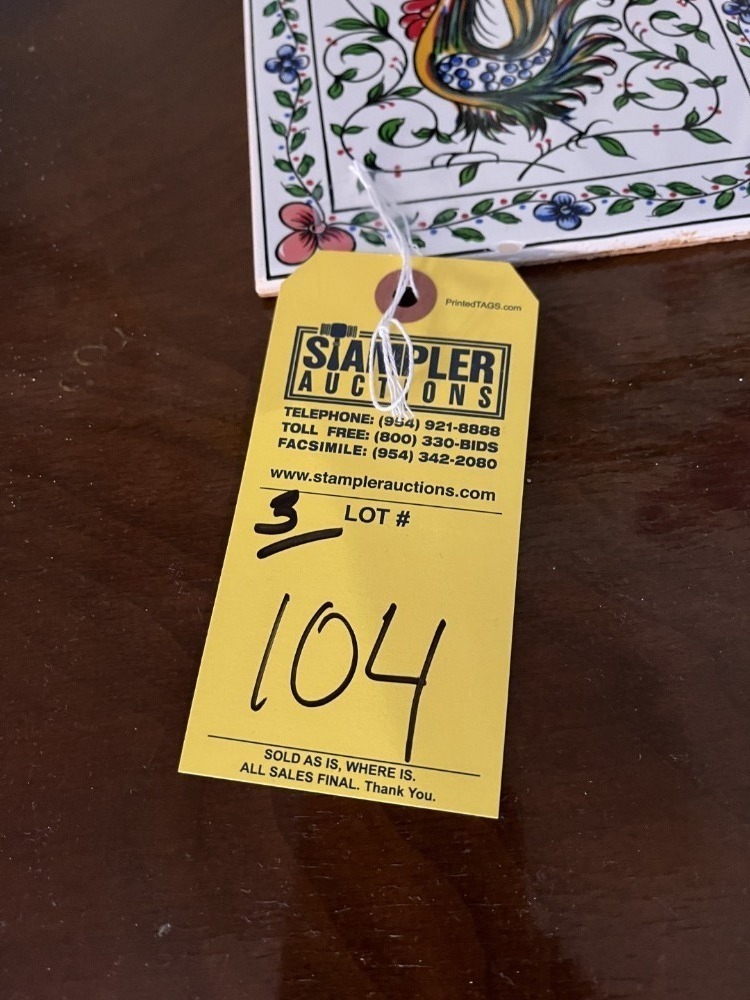 PrintedTAGS.com
STAMPLER
AUCTIONS
TELEPHONE: (954) 921-8888
TOLL FREE: (800) 330-BIDS
FACSIMILE: (954) 342-2080
www.stamplerauctions.com
3 LOT #
104
SOLD AS IS, WHERE IS.
ALL SALES FINAL. Thank You.